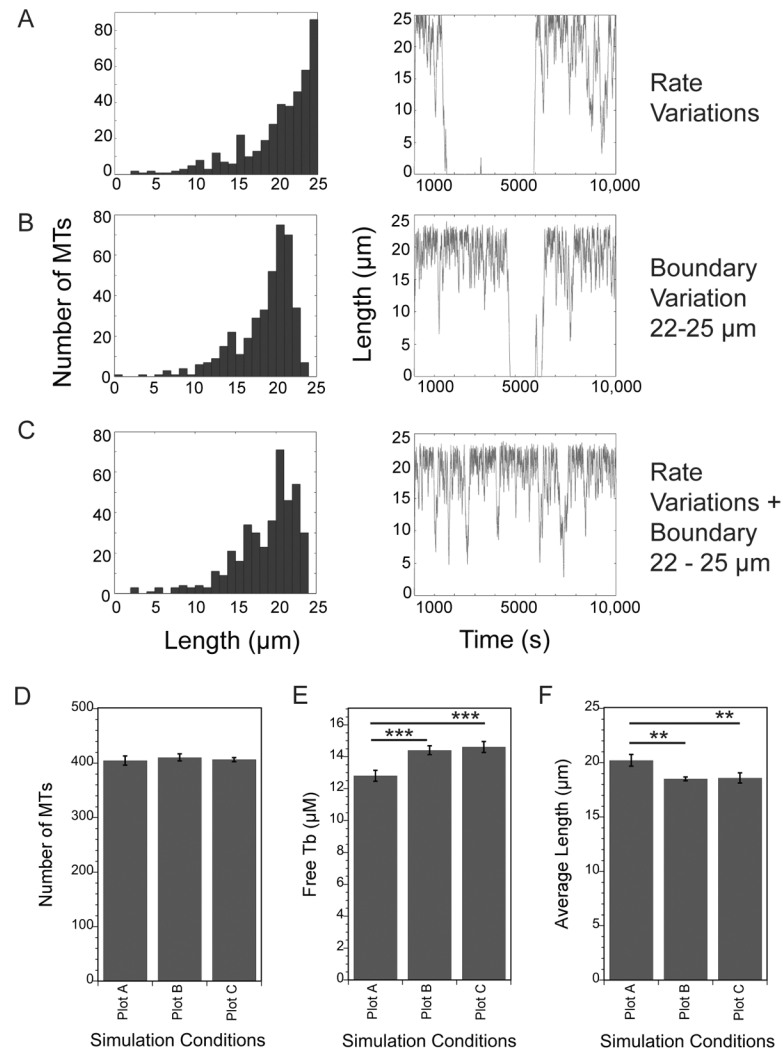 A
80
60
40
20
0
0 5 10 15 20 25
25
20
15
10
5
0
1000 5000 10,000
Rate
Variations
B
80
60
40
20
0
0 5 10 15 20 25
Number of MTs
Length (µm)
25
20
15
10
5
0
1000 5000 10,000
Boundary
Variation
22-25 µm
C
80
60
40
20
0
0 5 10 15 20 25
Length (µm)
25
20
15
10
5
0
1000 5000 10,000
Time (s)
Rate
Variations +
Boundary
22 - 25 µm
D
Number of MTs
500
400
300
200
100
0
Plot A
Plot B
Plot C
Simulation Conditions
E
Free Tb (µM)
16
14
12
10
8
6
4
2
0
***
***
Plot A
Plot B
Plot C
Simulation Conditions
F
Average Length (µm)
25
20
15
10
5
0
**
**
Plot A
Plot B
Plot C
Simulation Conditions